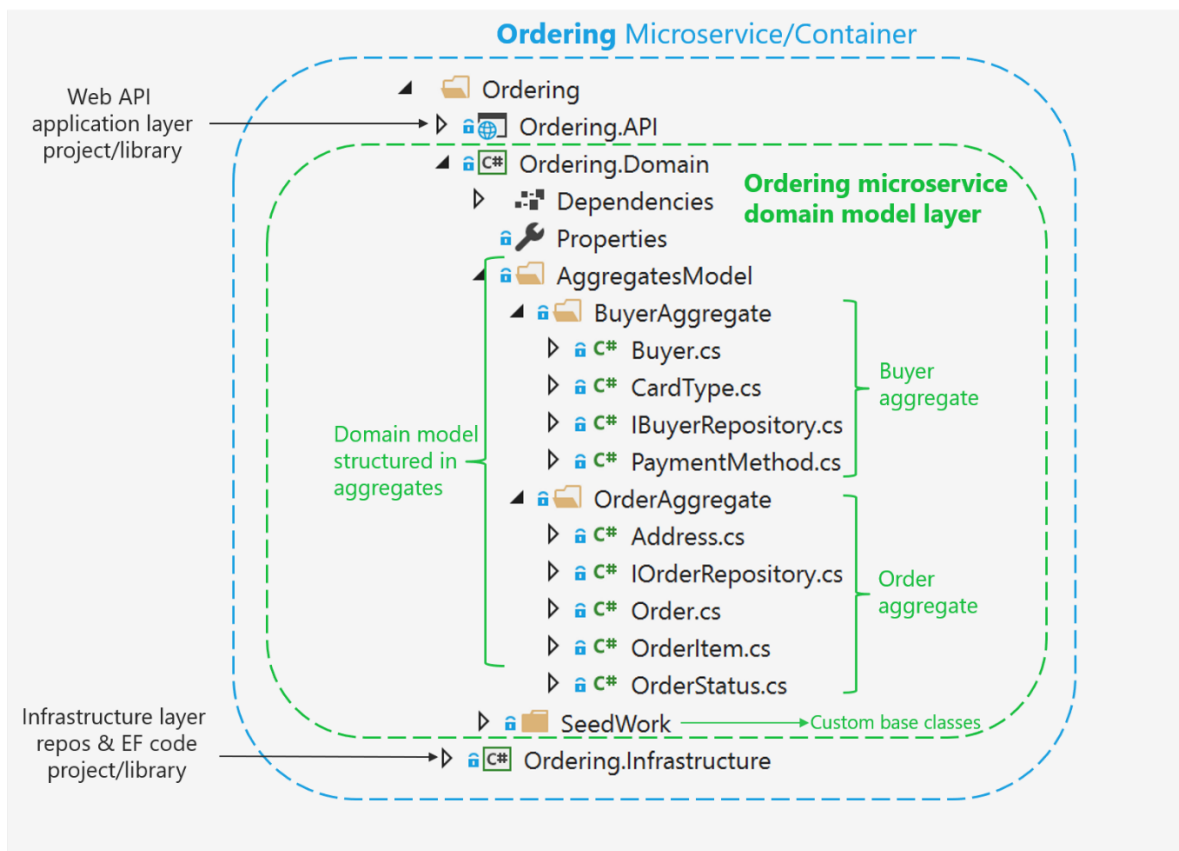 Ordering Microservice/Container
Ordering
Web API
application layer
project/library
Ordering.API
C# Ordering.Domain
Ordering microservice
domain model layer
Dependencies
Properties
AggregatesModel
BuyerAggregate
C# Buyer.cs
C# CardType.cs
C# IBuyerRepository.cs
C# PaymentMethod.cs
Buyer
aggregate
Domain model
structured in
aggregates
OrderAggregate
C# Address.cs
C# IOrderRepository.cs
C# Order.cs
C# OrderItem.cs
C# OrderStatus.cs
Order
aggregate
SeedWork
Custom base classes
Infrastructure layer
repos & EF code
project/library
C# Ordering.Infrastructure